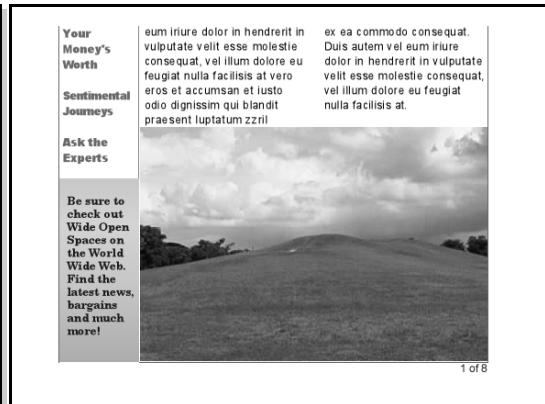 Your
Money's
Worth
Sentimental
Journeys
Ask the
Experts
Be sure to
check out
Wide Open
Spaces on
the World
Wide Web.
Find the
latest news,
bargains
and much
more!
eum iriure dolor in hendrerit in
vulputate velit esse molestie
consequat, vel illum dolore eu
feugiat nulla facilisis at vero
eros et accumsan et iusto
odio dignissim qui blandit
praesent luptatum zzril
ex ea commodo consequat.
Duis autem vel eum iriure
dolor in hendrerit in vulputate
velit esse molestie consequat,
vel illum dolore eu feugiat
nulla facilisis at.
1 of 8